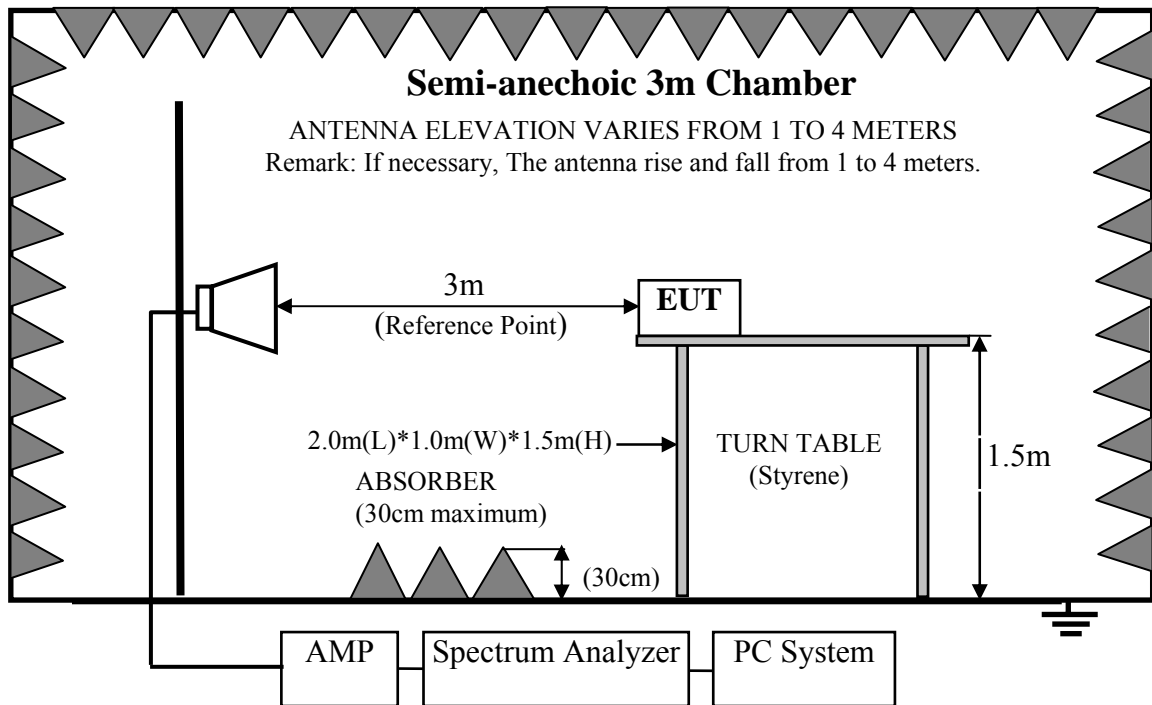 Semi-anechoic 3m Chamber
ANTENNA ELEVATION VARIES FROM 1 TO 4 METERS
Remark: If necessary, The antenna rise and fall from 1 to 4 meters.
3m
(Reference Point)
EUT
2.0m(L)*1.0m(W)*1.5m(H)
TURN TABLE
(Styrene)
1.5m
ABSORBER
(30cm maximum)
(30cm)
AMP
Spectrum Analyzer
PC System